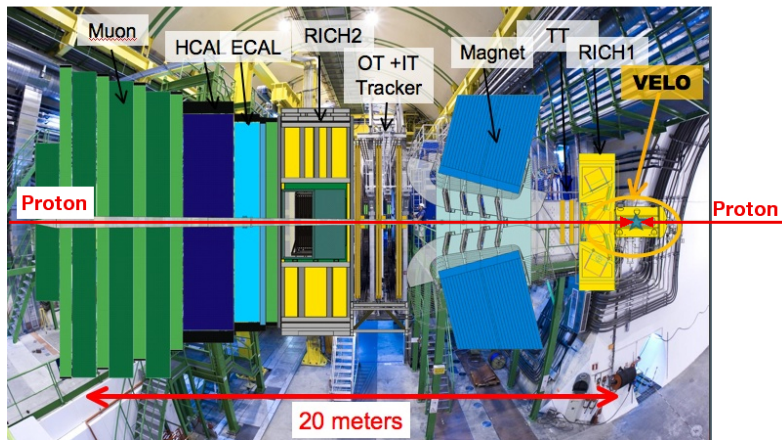 Muon
HCAL
ECAL
RICH2
OT +IT
Tracker
Magnet
TT
RICH1
VELO
Proton
Proton
20 meters